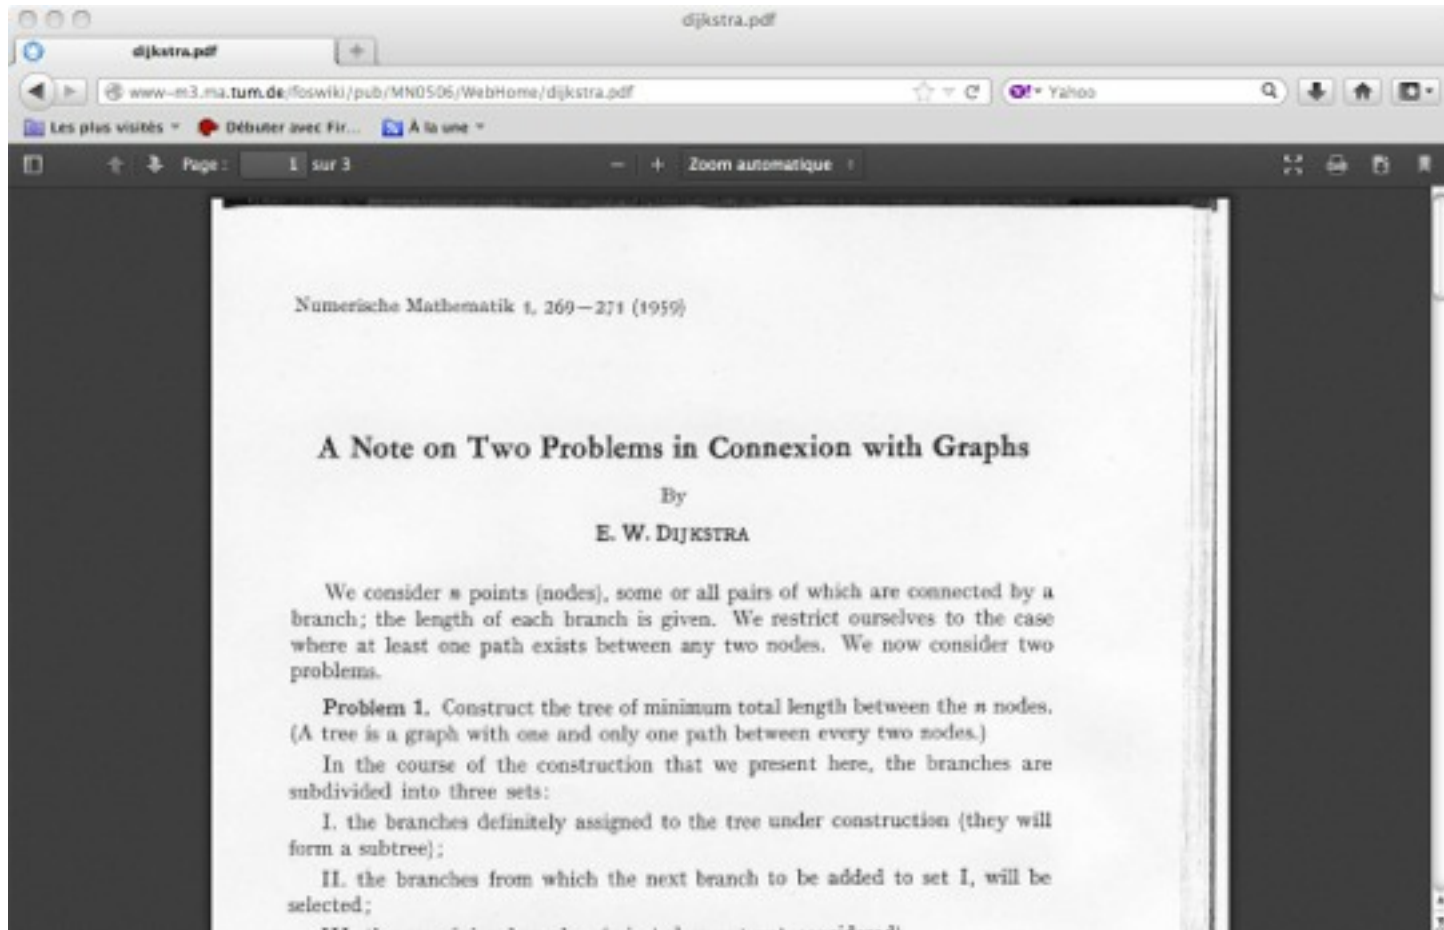 dijkstra.pdf
dijkstra.pdf
www-m3.ma.tum.de/foswiki/pub/MN0506/WebHome/dijkstra.pdf
Yahoo
Les plus visités
Débuter avec Fir...
À la une
Page : 1 sur 3
Zoom automatique
Numerische Mathematik 1, 269—271 (1959)
A Note on Two Problems in Connexion with Graphs
By
E. W. DIJKSTRA
We consider n points (nodes), some or all pairs of which are connected by a
branch; the length of each branch is given. We restrict ourselves to the case
where at least one path exists between any two nodes. We now consider two
problems.
Problem 1. Construct the tree of minimum total length between the n nodes.
(A tree is a graph with one and only one path between every two nodes.)
In the course of the construction that we present here, the branches are
subdivided into three sets:
I. the branches definitely assigned to the tree under construction (they will
form a subtree);
II. the branches from which the next branch to be added to set I, will be
selected;